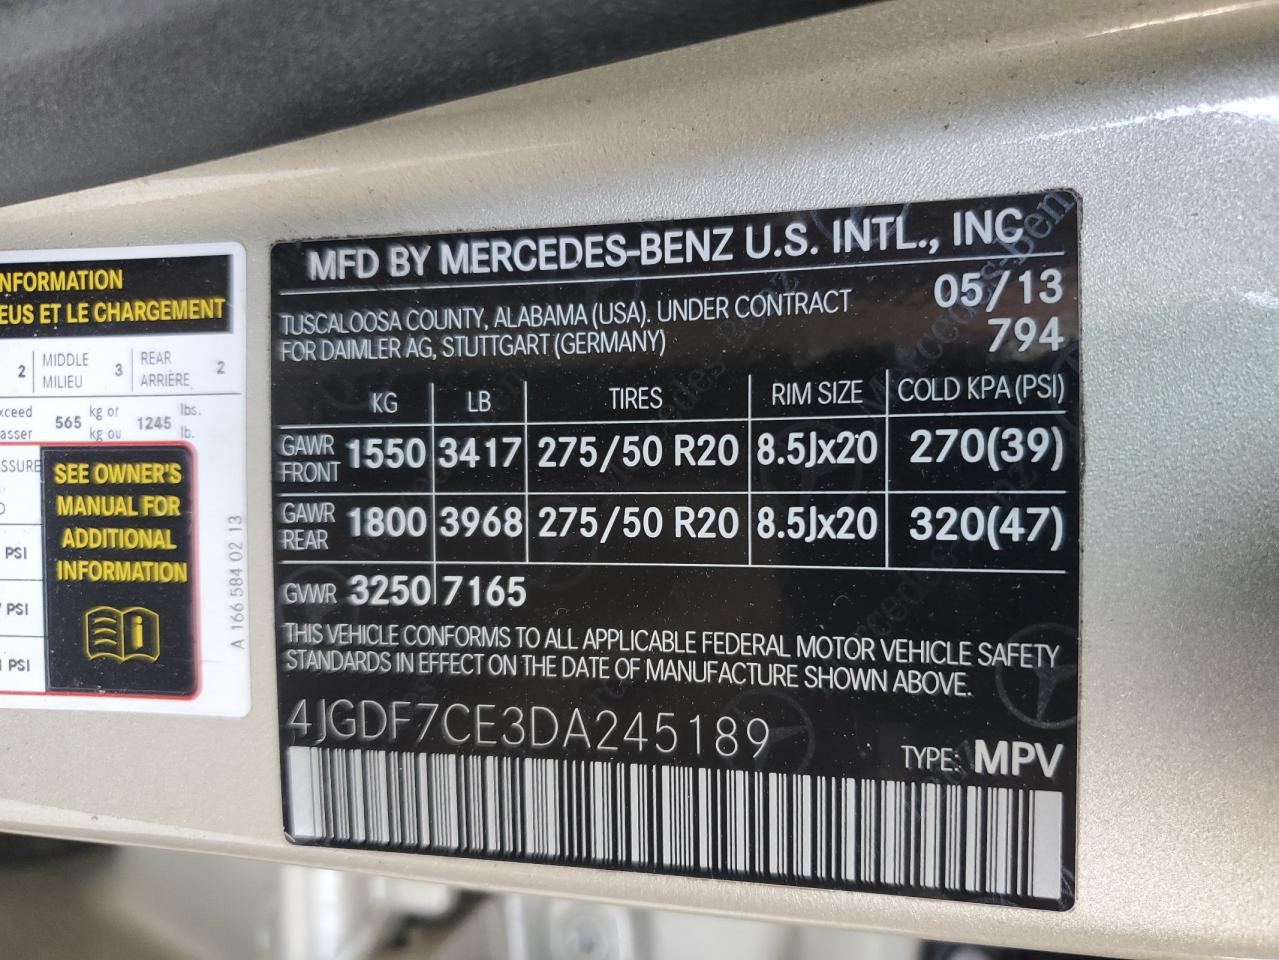 NFORMATION
EUS ET LE CHARGEMENT
2 MIDDLE MILIEU 3 REAR ARRIÈRE 2
xceed asser 565 kg or kg ou 1245 lbs. lb.
SSURE
SEE OWNER'S
MANUAL FOR
ADDITIONAL
INFORMATION
PSI
PSI
PSI
A 166 584 02 13
MFD BY MERCEDES-BENZ U.S. INTL., INC
TUSCALOOSA COUNTY, ALABAMA (USA). UNDER CONTRACT 05/13
FOR DAIMLER AG, STUTTGART (GERMANY) 794
KG LB TIRES RIM SIZE COLD KPA (PSI)
GAWR FRONT 1550 3417 275/50 R20 8.5Jx20 270(39)
GAWR REAR 1800 3968 275/50 R20 8.5Jx20 320(47)
GVWR 3250 7165
THIS VEHICLE CONFORMS TO ALL APPLICABLE FEDERAL MOTOR VEHICLE SAFETY
STANDARDS IN EFFECT ON THE DATE OF MANUFACTURE SHOWN ABOVE.
4JGDF7CE3DA245189
TYPE: MPV